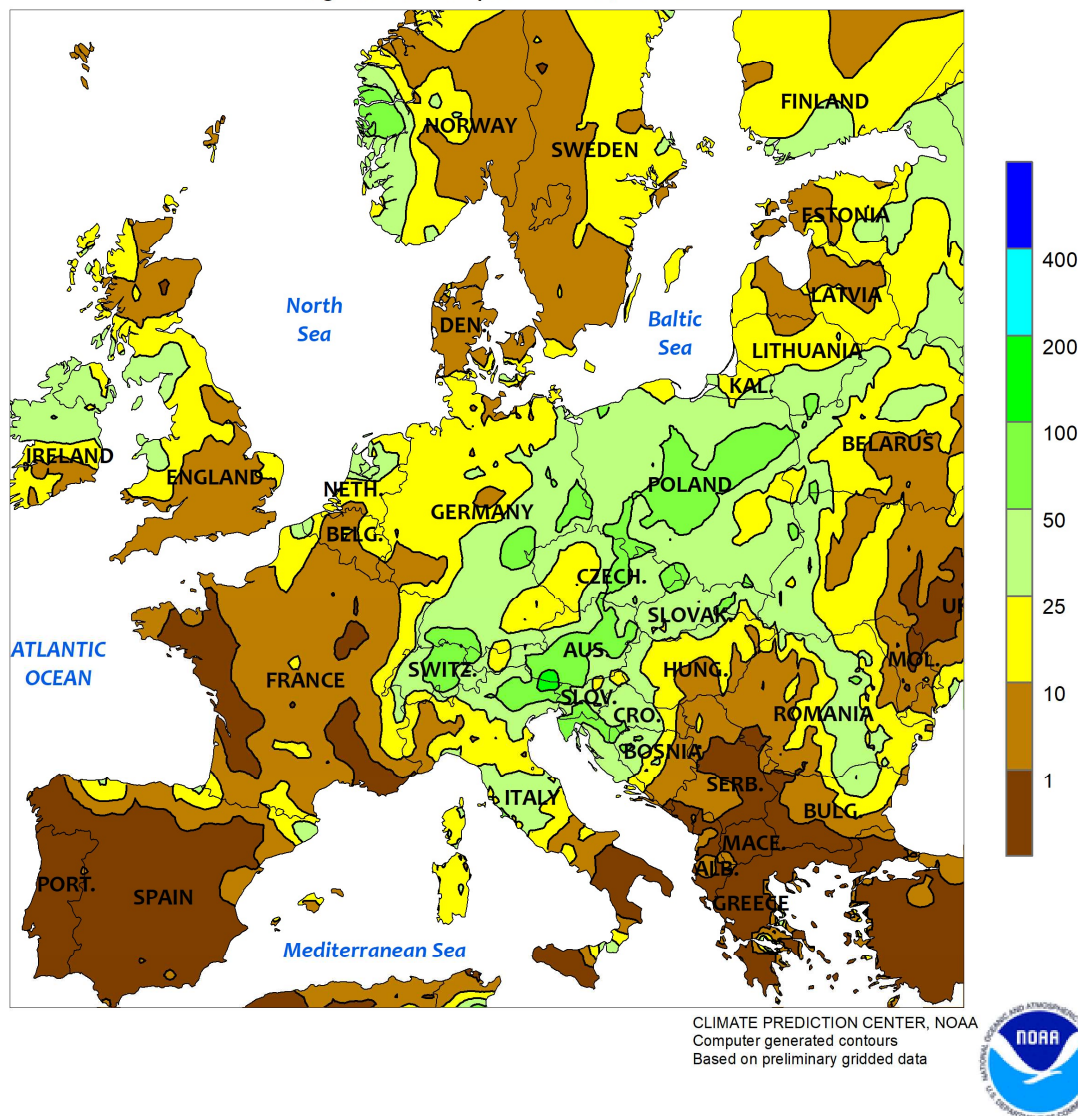 FINLAND
NORWAY
SWEDEN
ESTONIA
North
Sea
LATVIA
DEN.
Baltic
Sea
LITHUANIA
KAL.
BELARUS
IRELAND
ENGLAND
NETH.
POLAND
GERMANY
BELG.
CZECH.
SLOVAK.
ATLANTIC
OCEAN
AUS.
MOL.
SWITZ.
HUNG.
FRANCE
SLOV.
CRO.
ROMANIA
BOSNIA
SERB.
ITALY
BULG.
MACE.
ALB.
PORT.
SPAIN
GREECE
Mediterranean Sea
400
200
100
50
25
10
1
CLIMATE PREDICTION CENTER, NOAA
Computer generated contours
Based on preliminary gridded data
NOAA